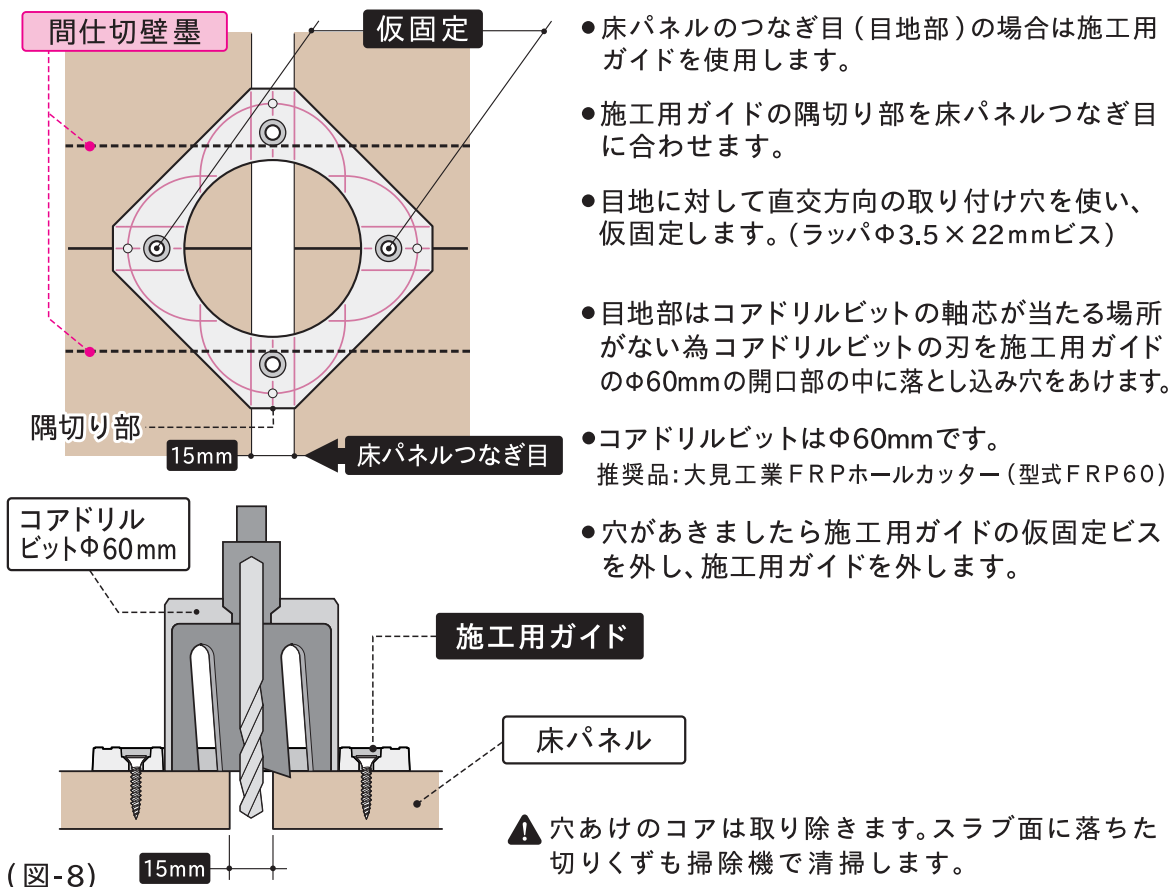 間仕切壁墨
仮固定
隅切り部
15mm
床パネルつなぎ目
●床パネルのつなぎ目（目地部）の場合は施工用
ガイドを使用します。
●施工用ガイドの隅切り部を床パネルつなぎ目
に合わせます。
●目地に対して直交方向の取り付け穴を使い、
仮固定します。（ラッパΦ3.5×22mmビス）
●目地部はコアドリルビットの軸芯が当たる場所
がない為コアドリルビットの刃を施工用ガイド
のΦ60mmの開口部の中に落とし込み穴をあけます。
●コアドリルビットはΦ60mmです。
推奨品：大見工業FRPホールカッター（型式FRP60）
●穴があきましたら施工用ガイドの仮固定ビス
を外し、施工用ガイドを外します。
コアドリル
ビットΦ60mm
施工用ガイド
床パネル
15mm
（図-8）
穴あけのコアは取り除きます。スラブ面に落ちた
切りくずも掃除機で清掃します。